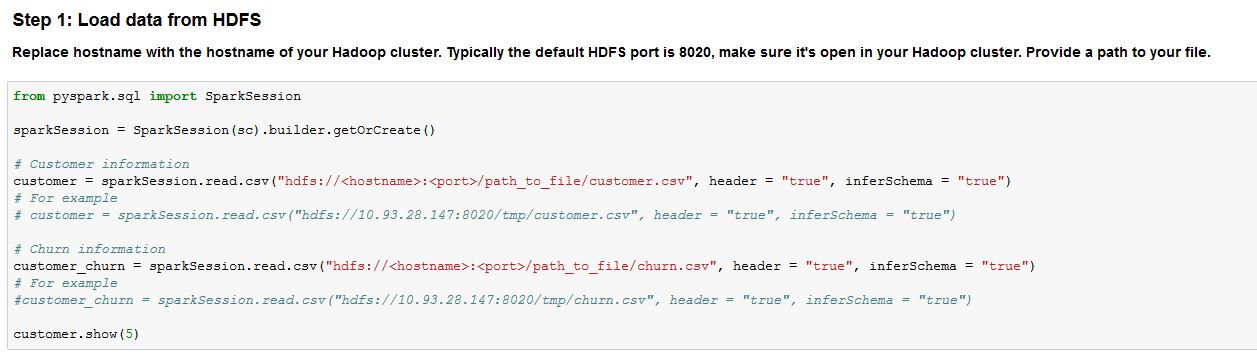 Step 1: Load data from HDFS
Replace hostname with the hostname of your Hadoop cluster. Typically the default HDFS port is 8020, make sure it's open in your Hadoop cluster. Provide a path to your file.
from pyspark.sql import SparkSession
sparkSession = SparkSession(sc).builder.getOrCreate()
# Customer information
customer = sparkSession.read.csv("hdfs://<hostname>:<port>/path_to_file/customer.csv", header = "true", inferSchema = "true")
# For example
# customer = sparkSession.read.csv("hdfs://10.93.28.147:8020/tmp/customer.csv", header = "true", inferSchema = "true")
# Churn information
customer_churn = sparkSession.read.csv("hdfs://<hostname>:<port>/path_to_file/churn.csv", header = "true", inferSchema = "true")
# For example
#customer_churn = sparkSession.read.csv("hdfs://10.93.28.147:8020/tmp/churn.csv", header = "true", inferSchema = "true")
customer.show(5)